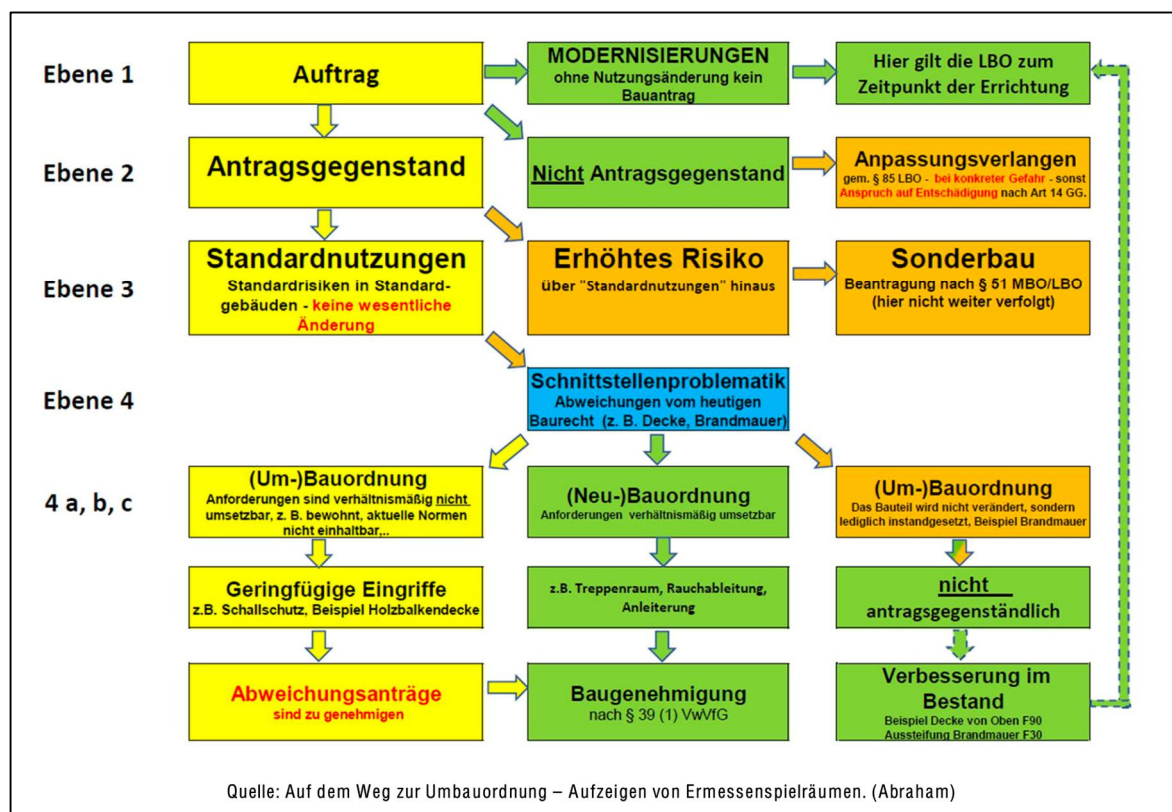 Ebene 1
Auftrag
MODERNISIERUNGEN
ohne Nutzungsänderung kein
Bauantrag
Hier gilt die LBO zum
Zeitpunkt der Errichtung
Ebene 2
Antragsgegenstand
Nicht Antragsgegenstand
Anpassungsverlangen
gem. § 85 LBO - bei konkreter Gefahr - sonst
Anspruch auf Entschädigung nach Art 14 GG.
Ebene 3
Standardnutzungen
Standardrisiken in Standard-
gebäuden - keine wesentliche
Änderung
Erhöhtes Risiko
über "Standardnutzungen" hinaus
Sonderbau
Beantragung nach § 51 MBO/LBO
(hier nicht weiter verfolgt)
Ebene 4
Schnittstellenproblematik
Abweichungen vom heutigen
Baurecht (z. B. Decke, Brandmauer)
4 a, b, c
(Um-)Bauordnung
Anforderungen sind verhältnismäßig nicht
umsetzbar, z. B. bewohnt, aktuelle Normen
nicht einhaltbar,..
(Neu-)Bauordnung
Anforderungen verhältnismäßig umsetzbar
(Um-)Bauordnung
Das Bauteil wird nicht verändert, sondern
lediglich instandgesetzt, Beispiel Brandmauer
Geringfügige Eingriffe
z.B. Schallschutz, Beispiel Holzbalkendecke
z.B. Treppenraum, Rauchableitung,
Anleiterung
nicht
antragsgegenständlich
Abweichungsanträge
sind zu genehmigen
Baugenehmigung
nach § 39 (1) VwVfG
Verbesserung im
Bestand
Beispiel Decke von Oben F90
Aussteifung Brandmauer F30
Quelle: Auf dem Weg zur Umbauordnung – Aufzeigen von Ermessenspielräumen. (Abraham)